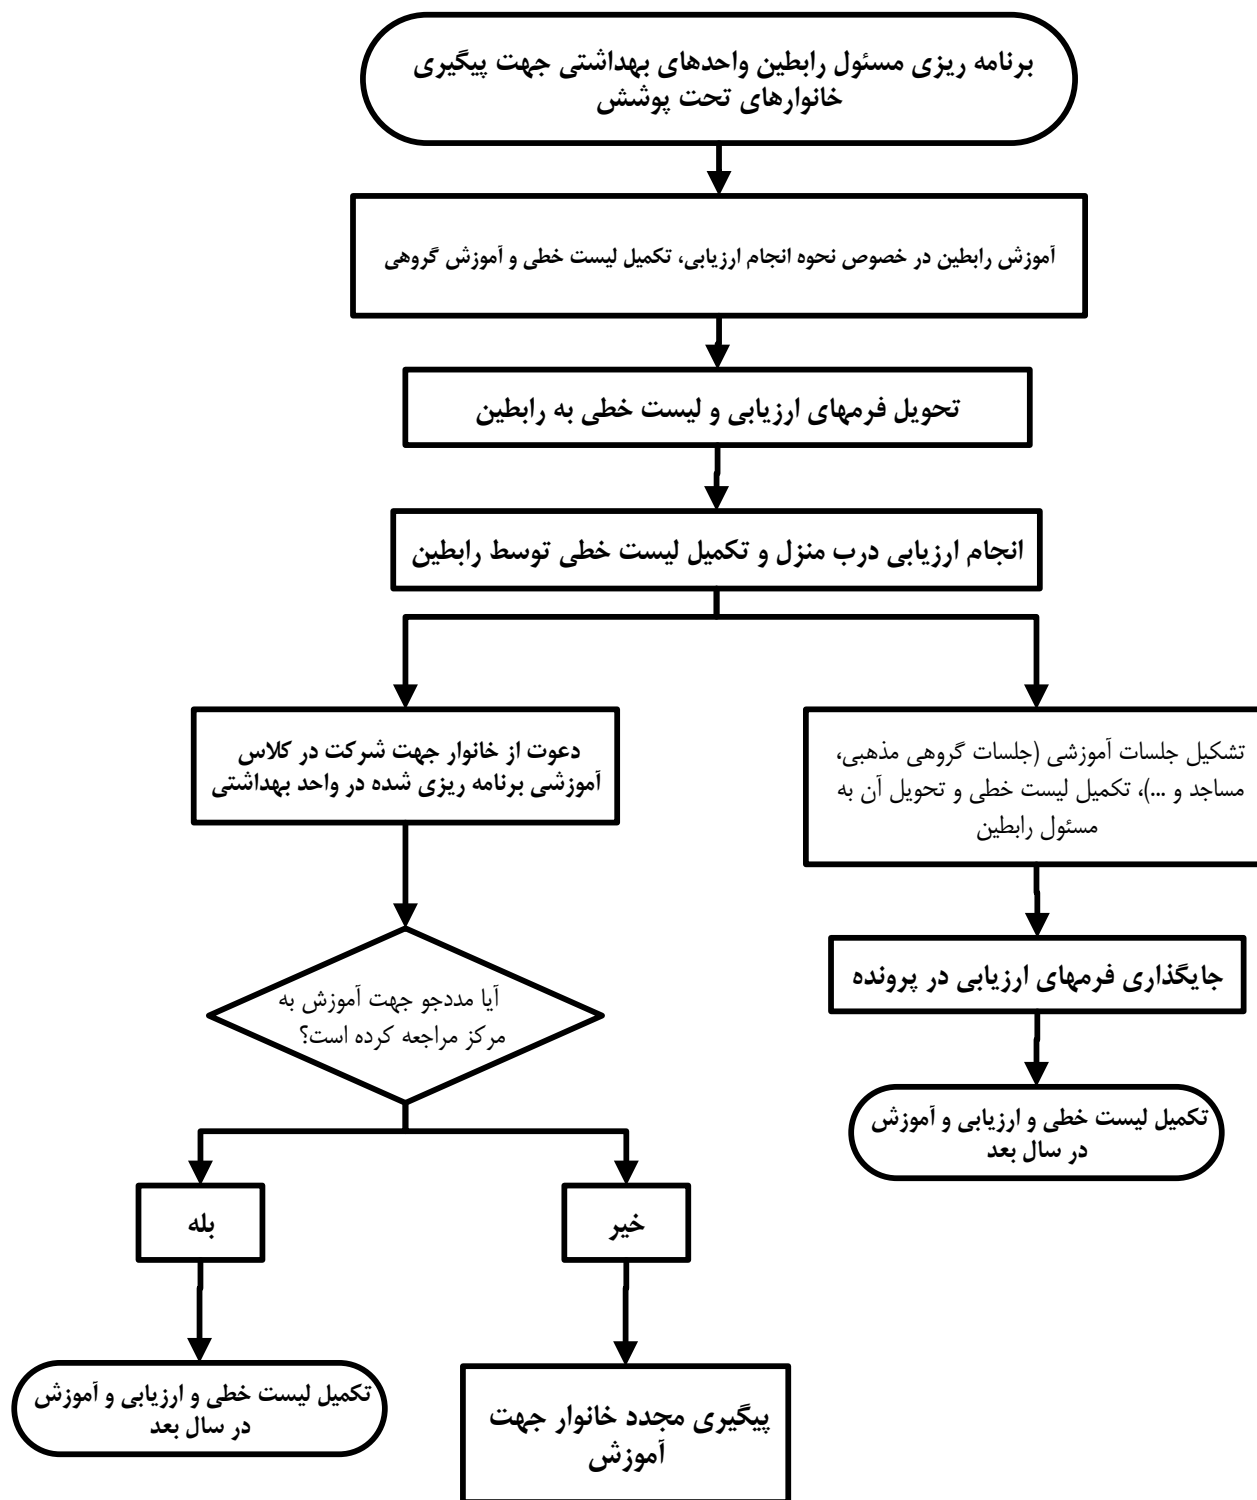 برنامه ریزی مسئول رابطین واحدهای بهداشتی جهت پیگیری
خانوارهای تحت پوشش
آموزش رابطین در خصوص نحوه انجام ارزیابی، تکمیل لیست خطی و آموزش گروهی
تحویل فرمهای ارزیابی و لیست خطی به رابطین
انجام ارزیابی درب منزل و تکمیل لیست خطی توسط رابطین
تشکیل جلسات آموزشی (جلسات گروهی مذهبی،
مساجد و ...)، تکمیل لیست خطی و تحویل آن به
مسئول رابطین
جایگذاری فرمهای ارزیابی در پرونده
تکمیل لیست خطی و ارزیابی و آموزش
در سال بعد
دعوت از خانوار جهت شرکت در کلاس
آموزشی برنامه ریزی شده در واحد بهداشتی
آیا مددجو جهت آموزش به
مرکز مراجعه کرده است؟
خیر
بله
پیگیری مجدد خانوار جهت
آموزش
تکمیل لیست خطی و ارزیابی و آموزش
در سال بعد